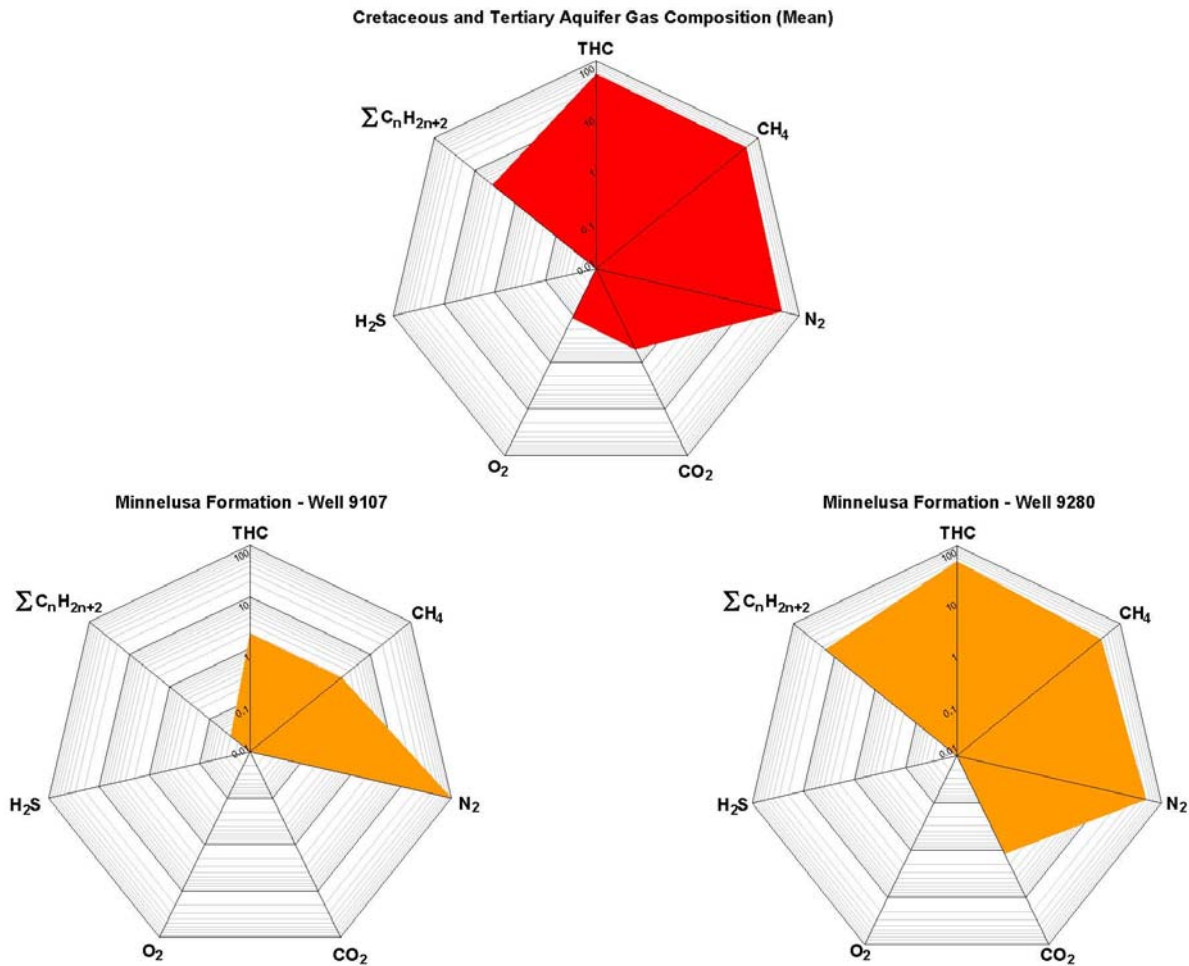 Cretaceous and Tertiary Aquifer Gas Composition (Mean)
THC
100
∑CnH2n+2
10
CH4
1
0.1
0.01
H2S
N2
O2
CO2
Minnelusa Formation - Well 9107
THC
100
∑CnH2n+2
10
CH4
1
0.1
0.01
H2S
N2
O2
CO2
Minnelusa Formation - Well 9280
THC
100
∑CnH2n+2
10
CH4
1
0.1
0.01
H2S
N2
O2
CO2